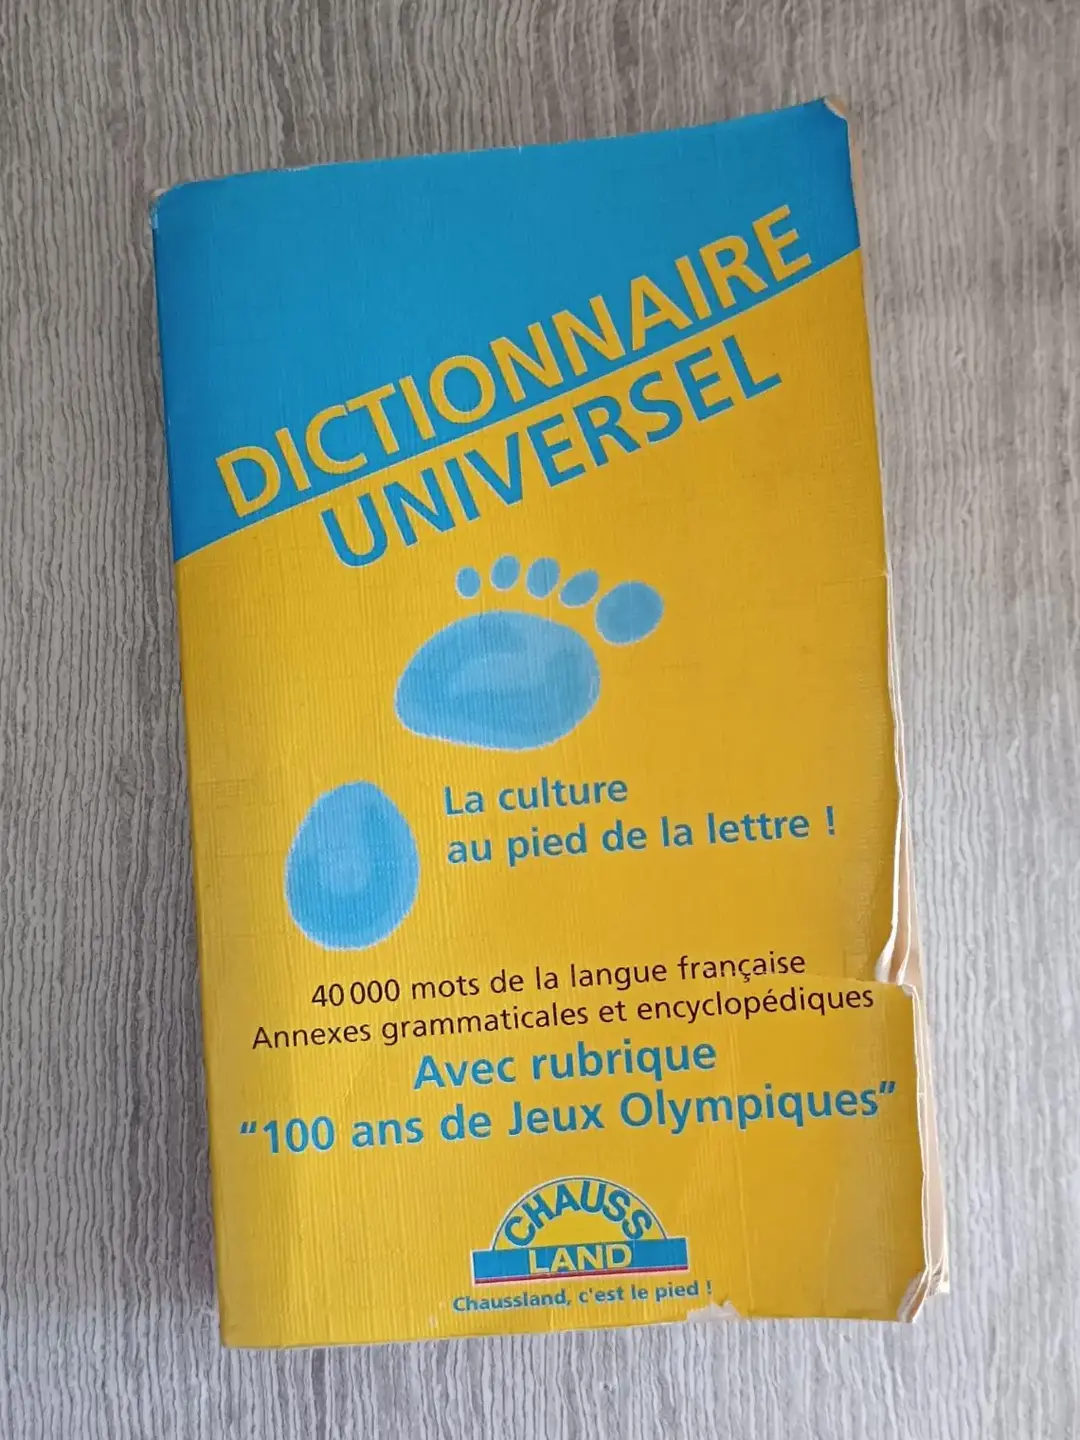 DICTIONNAIRE
UNIVERSEL
La culture
au pied de la lettre !
40 000 mots de la langue française
Annexes grammaticales et encyclopédiques
Avec rubrique
"100 ans de Jeux Olympiques"
CHAUSS
LAND
Chaussland, c'est le pied !